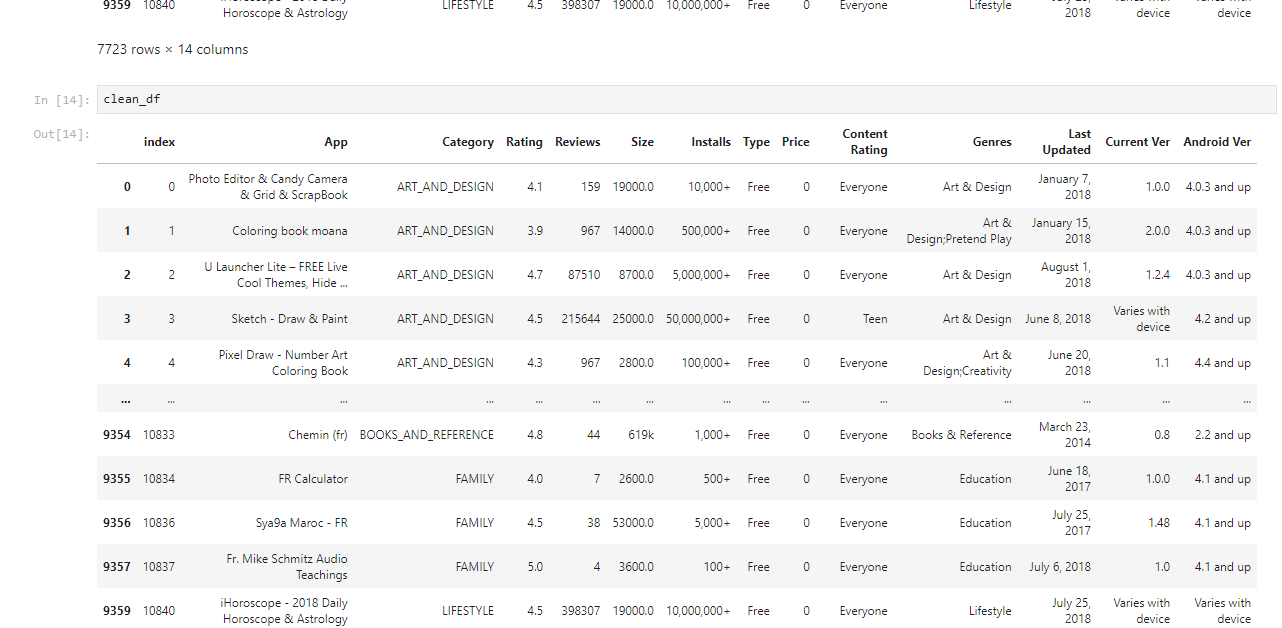 9359 10840 Horoscope & Astrology LIFESTYLE 4.5 398307 19000.0 10,000,000+ Free 0 Everyone Lifestyle 2018 device device
7723 rows × 14 columns
In [14]: clean_df
Out[14]:
index App Category Rating Reviews Size Installs Type Price Content Rating Genres Last Updated Current Ver Android Ver
0 0 Photo Editor & Candy Camera & Grid & ScrapBook ART_AND_DESIGN 4.1 159 19000.0 10,000+ Free 0 Everyone Art & Design January 7, 2018 1.0.0 4.0.3 and up
1 1 Coloring book moana ART_AND_DESIGN 3.9 967 14000.0 500,000+ Free 0 Everyone Art & Design;Pretend Play January 15, 2018 2.0.0 4.0.3 and up
2 2 U Launcher Lite – FREE Live Cool Themes, Hide ... ART_AND_DESIGN 4.7 87510 8700.0 5,000,000+ Free 0 Everyone Art & Design August 1, 2018 1.2.4 4.0.3 and up
3 3 Sketch - Draw & Paint ART_AND_DESIGN 4.5 215644 25000.0 50,000,000+ Free 0 Teen Art & Design June 8, 2018 Varies with device 4.2 and up
4 4 Pixel Draw - Number Art Coloring Book ART_AND_DESIGN 4.3 967 2800.0 100,000+ Free 0 Everyone Art & Design;Creativity June 20, 2018 1.1 4.4 and up
... ... ... ... ... ... ... ... ... ... ... ... ... ... ...
9354 10833 Chemin (fr) BOOKS_AND_REFERENCE 4.8 44 619k 1,000+ Free 0 Everyone Books & Reference March 23, 2014 0.8 2.2 and up
9355 10834 FR Calculator FAMILY 4.0 7 2600.0 500+ Free 0 Everyone Education June 18, 2017 1.0.0 4.1 and up
9356 10836 Sya9a Maroc - FR FAMILY 4.5 38 53000.0 5,000+ Free 0 Everyone Education July 25, 2017 1.48 4.1 and up
9357 10837 Fr. Mike Schmitz Audio Teachings FAMILY 5.0 4 3600.0 100+ Free 0 Everyone Education July 6, 2018 1.0 4.1 and up
9359 10840 iHoroscope - 2018 Daily Horoscope & Astrology LIFESTYLE 4.5 398307 19000.0 10,000,000+ Free 0 Everyone Lifestyle July 25, 2018 Varies with device Varies with device